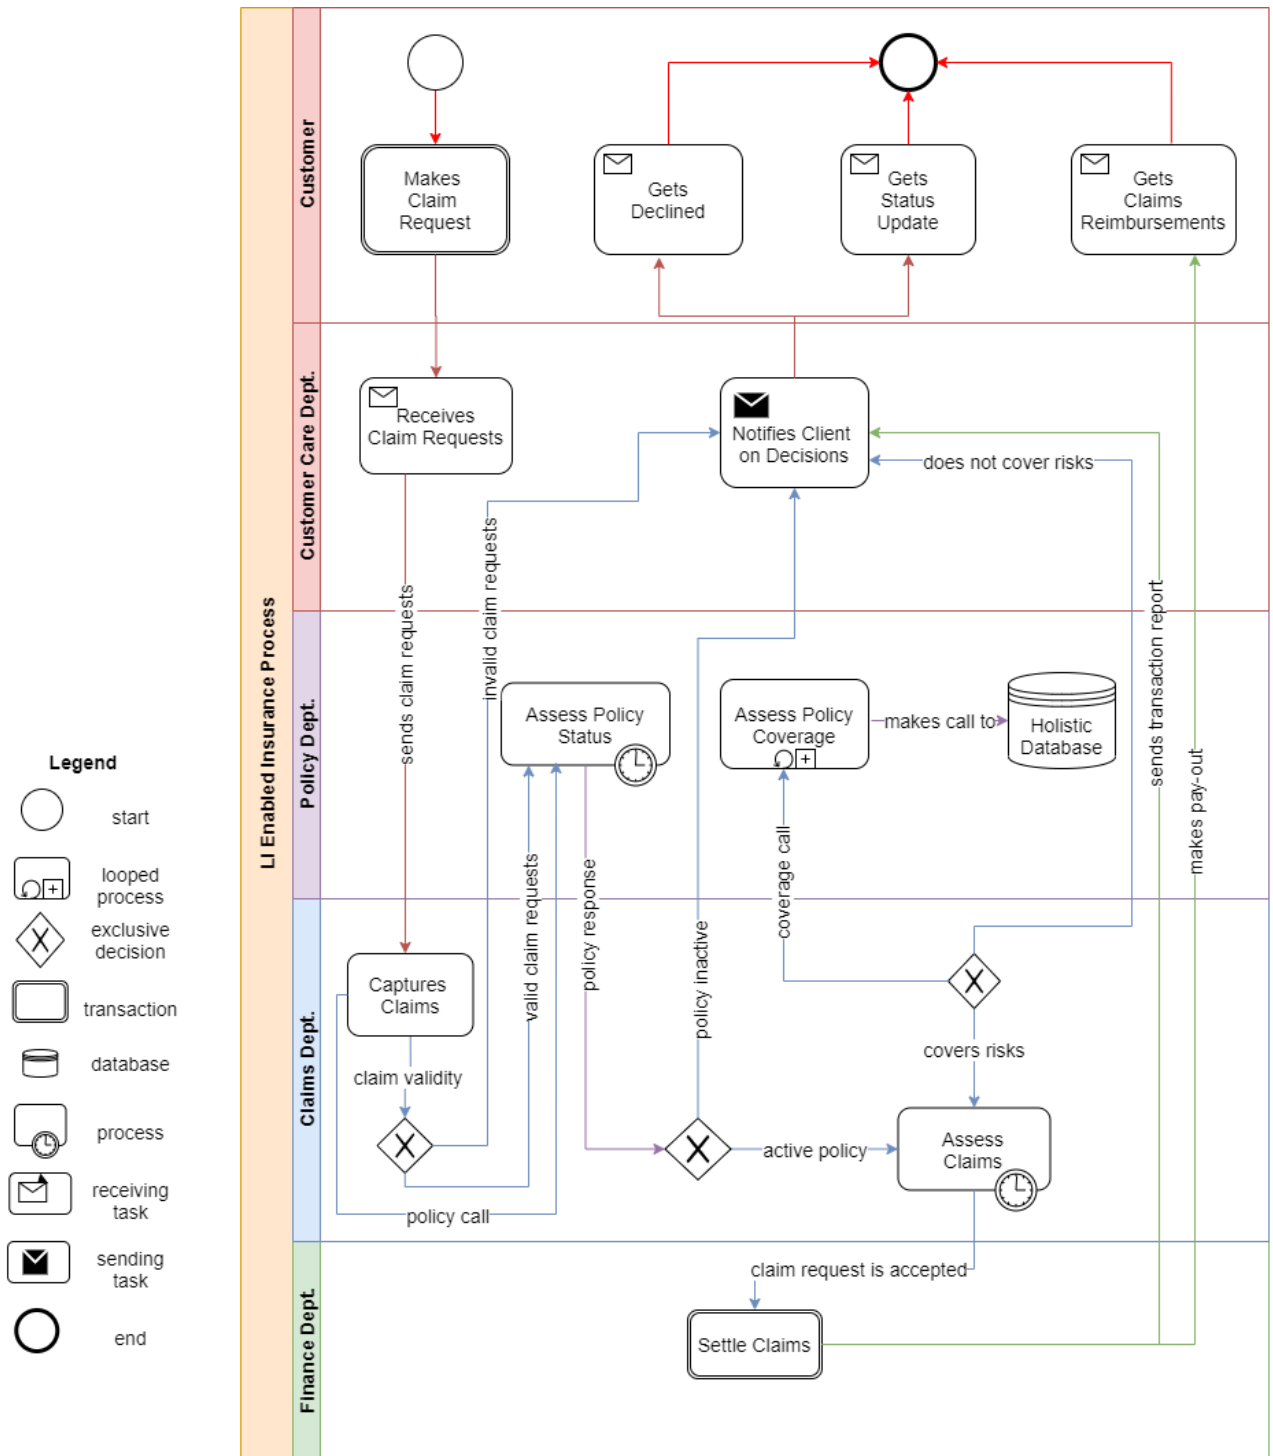 LI Enabled Insurance Process
Customer
Makes
Claim
Request
Gets
Declined
Gets
Status
Update
Gets
Claims
Reimbursements
Customer Care Dept.
Receives
Claim Requests
Notifies Client
on Decisions
does not cover risks
sends claim requests
invalid claim requests
sends transaction report
makes pay-out
Policy Dept.
Assess Policy
Status
Assess Policy
Coverage
makes call to
Holistic
Database
valid claim requests
policy response
policy inactive
coverage call
Claims Dept.
Captures
Claims
claim validity
policy call
covers risks
active policy
Assess
Claims
Finance Dept.
claim request is accepted
Settle Claims
Legend
start
looped
process
exclusive
decision
transaction
database
process
receiving
task
sending
task
end